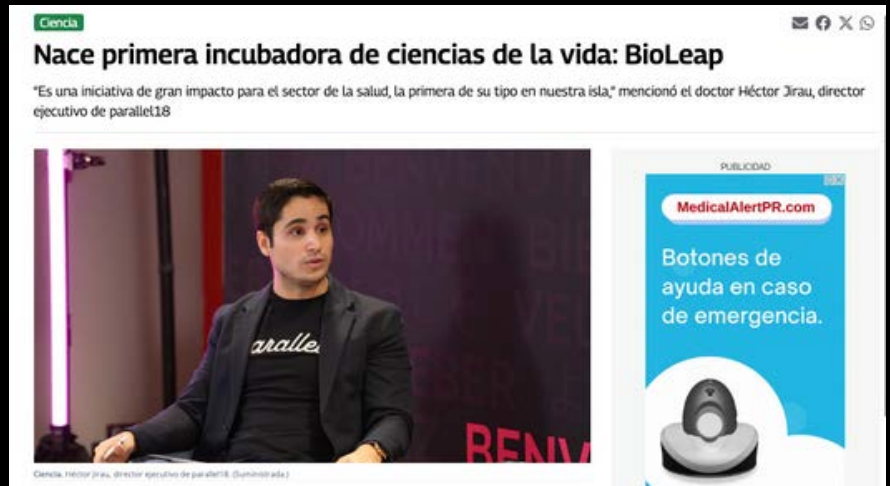 Ciencia
Nace primera incubadora de ciencias de la vida: BioLeap
"Es una iniciativa de gran impacto para el sector de la salud, la primera de su tipo en nuestra isla," mencionó el doctor Héctor Jirau, director
ejecutivo de parallel18
PUBLICIDAD
MedicalAlertPR.com
Botones de
ayuda en caso
de emergencia.
paralle
BENV
Ciencia. Héctor Jirau, director ejecutivo de parallel18. (Suministrada.)